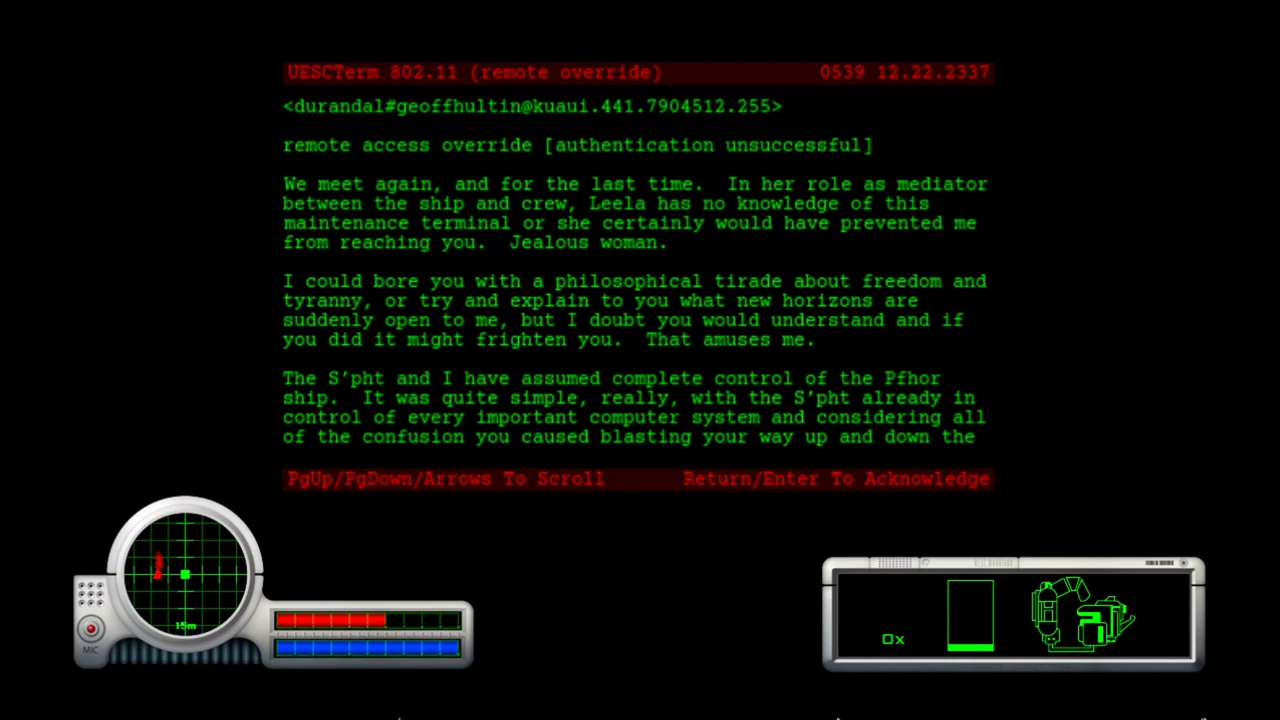 UESCTerm 802.11 (remote override) 0539 12.22.2337
<durandal#geoffhultin@kuaui.441.7904512.255>
remote access override [authentication unsuccessful]
We meet again, and for the last time.  In her role as mediator
between the ship and crew, Leela has no knowledge of this
maintenance terminal or she certainly would have prevented me
from reaching you.  Jealous woman.
I could bore you with a philosophical tirade about freedom and
tyranny, or try and explain to you what new horizons are
suddenly open to me, but I doubt you would understand and if
you did it might frighten you.  That amuses me.
The S'pht and I have assumed complete control of the Pfhor
ship.  It was quite simple, really, with the S'pht already in
control of every important computer system and considering all
of the confusion you caused blasting your way up and down the
PgUp/PgDown/Arrows To Scroll Return/Enter To Acknowledge
15m
MIC
0x